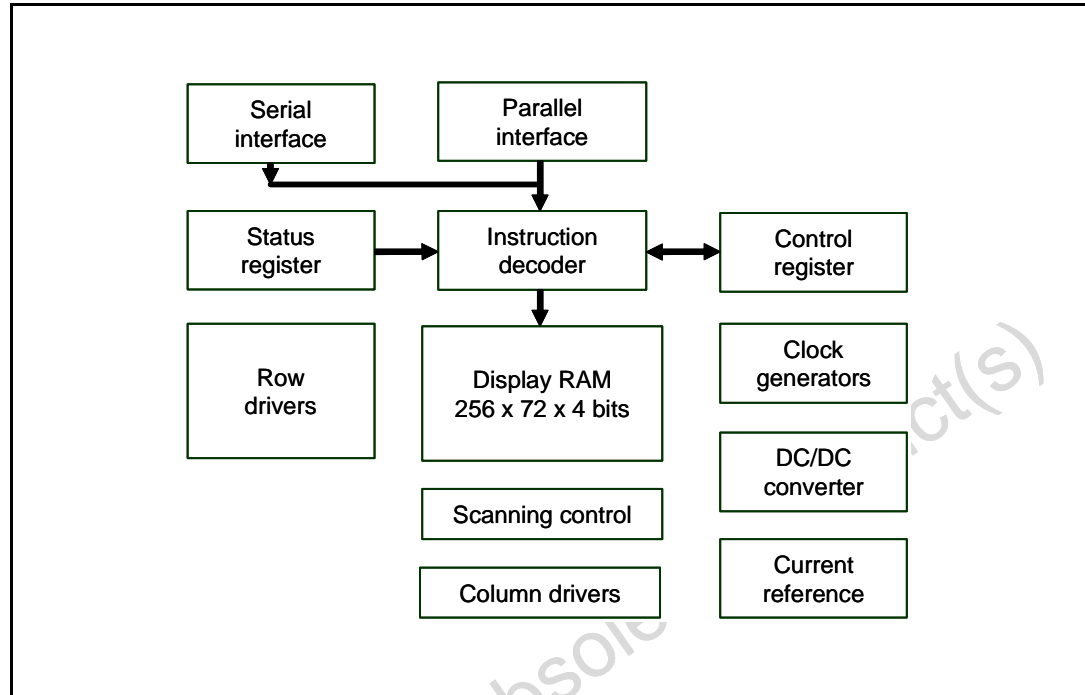 Serial
interface
Parallel
interface
Status
register
Instruction
decoder
Control
register
Row
drivers
Display RAM
256 x 72 x 4 bits
Clock
generators
DC/DC
converter
Scanning control
Current
reference
Column drivers